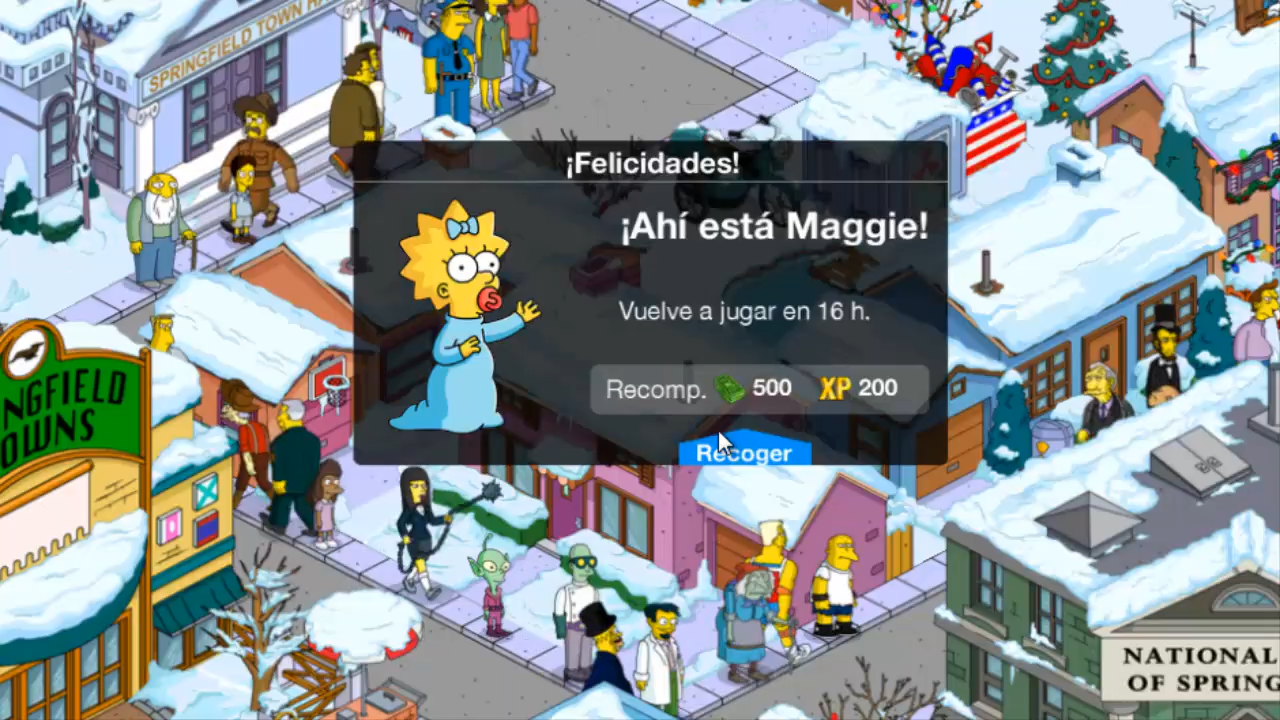 SPRINGFIELD TOWN HA
¡Felicidades!
¡Ahí está Maggie!
Vuelve a jugar en 16 h.
Recomp. 500 XP 200
Recoger
NGFIELD
OWNS
NATIONAL
OF SPRING